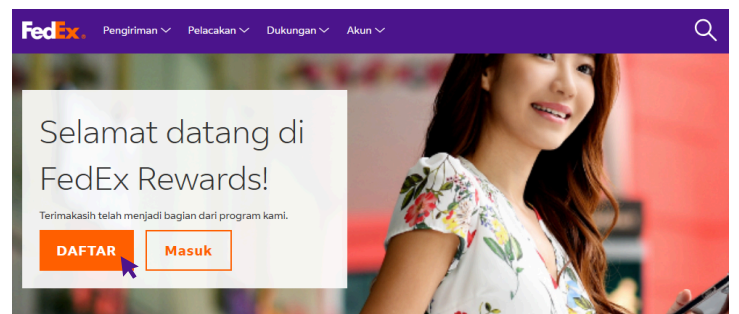 FedEx. Pengiriman Pelacakan Dukungan Akun
Selamat datang di
FedEx Rewards!
Terimakasih telah menjadi bagian dari program kami.
DAFTAR Masuk